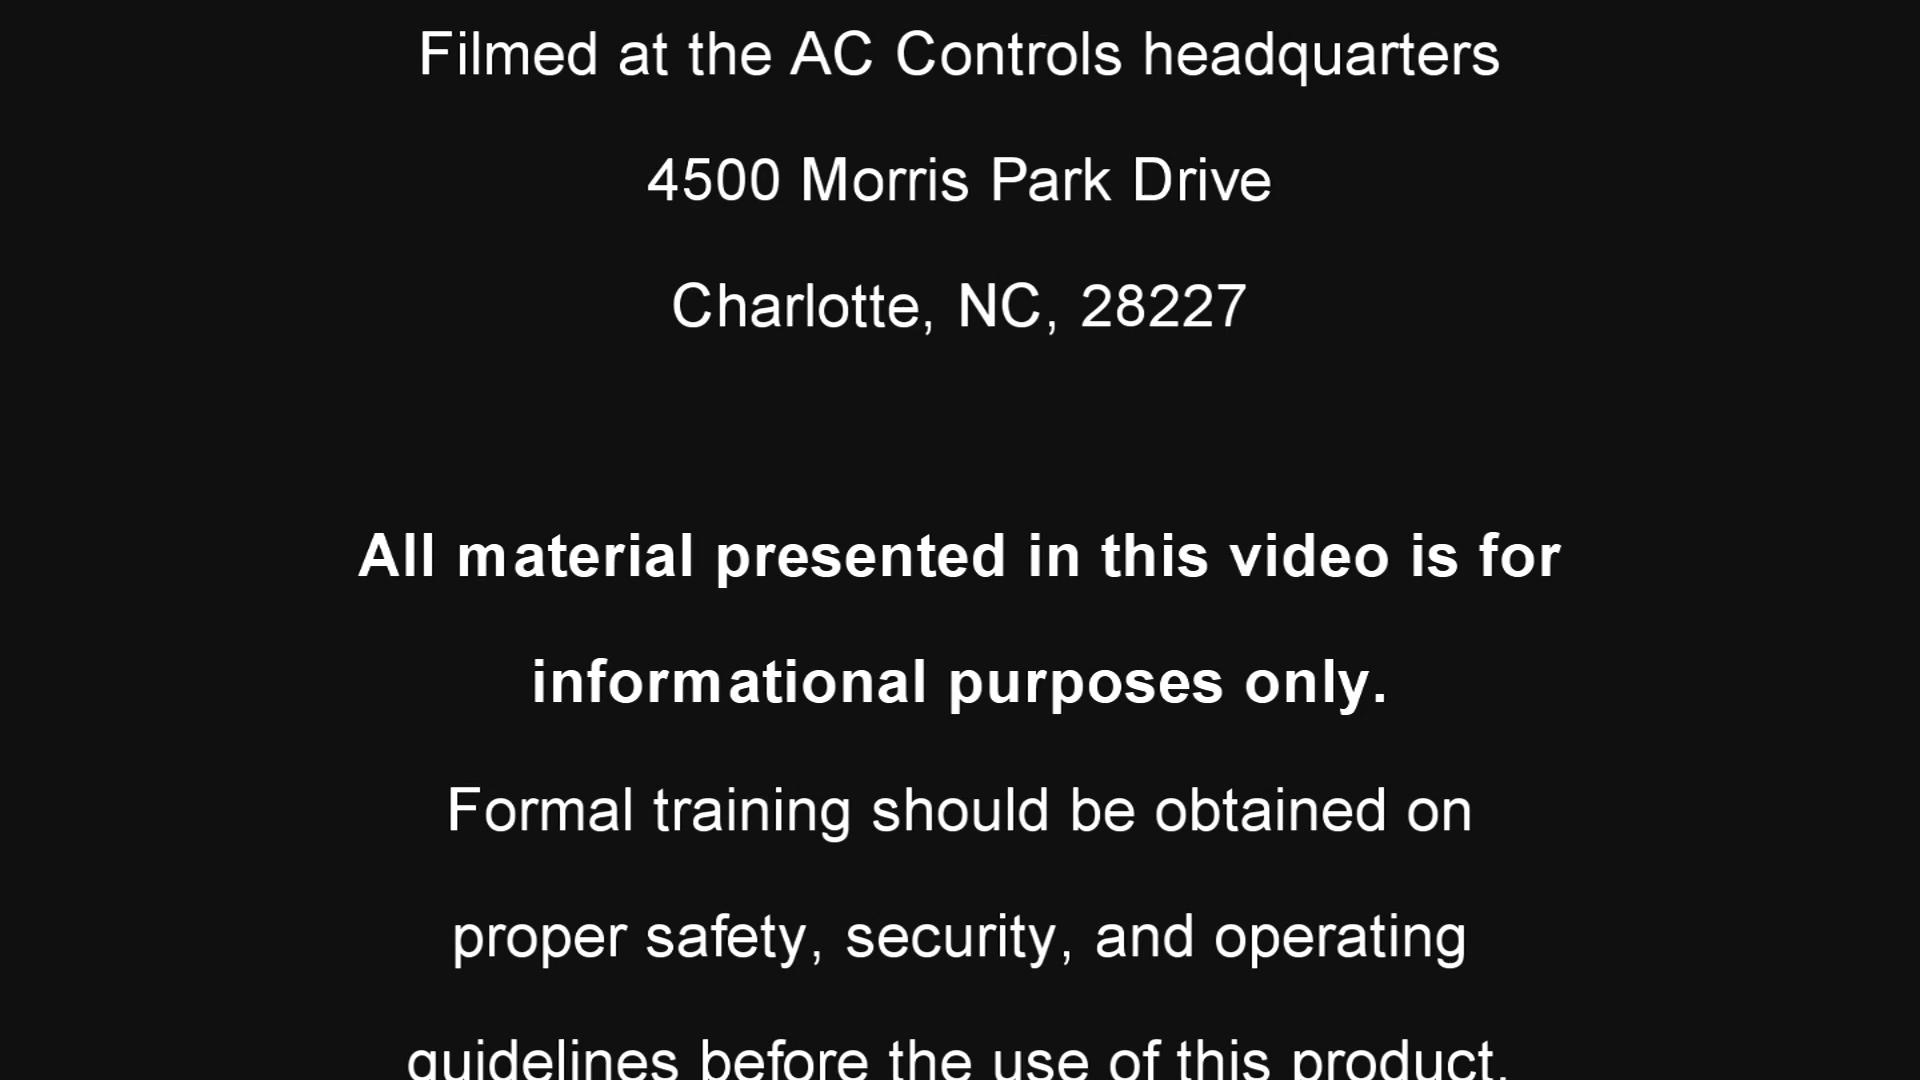 Filmed at the AC Controls headquarters
4500 Morris Park Drive
Charlotte, NC, 28227
All material presented in this video is for
informational purposes only.
Formal training should be obtained on
proper safety, security, and operating
guidelines before the use of this product.